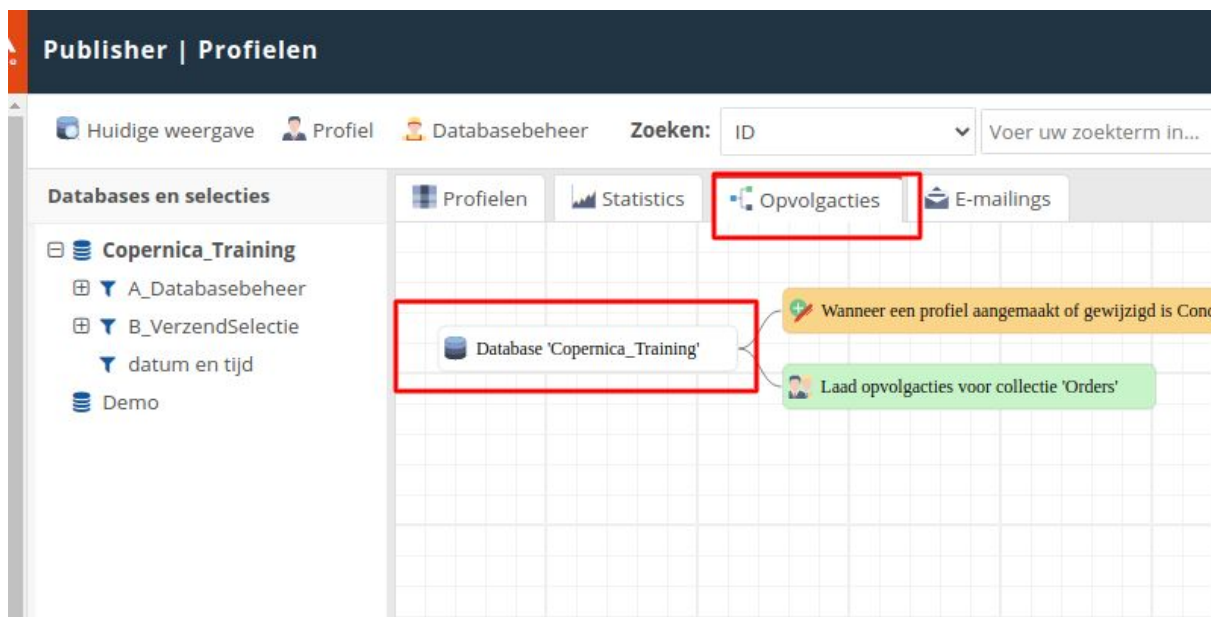 Publisher | Profielen
Huidige weergave Profiel Databasebeheer Zoeken: ID Voer uw zoekterm in...
Databases en selecties
Profielen Statistics Opvolgacties E-mailings
Copernica_Training
A_Databasebeheer
B_VerzendSelectie
datum en tijd
Demo
Database 'Copernica_Training'
Wanneer een profiel aangemaakt of gewijzigd is
Laad opvolgacties voor collectie 'Orders'